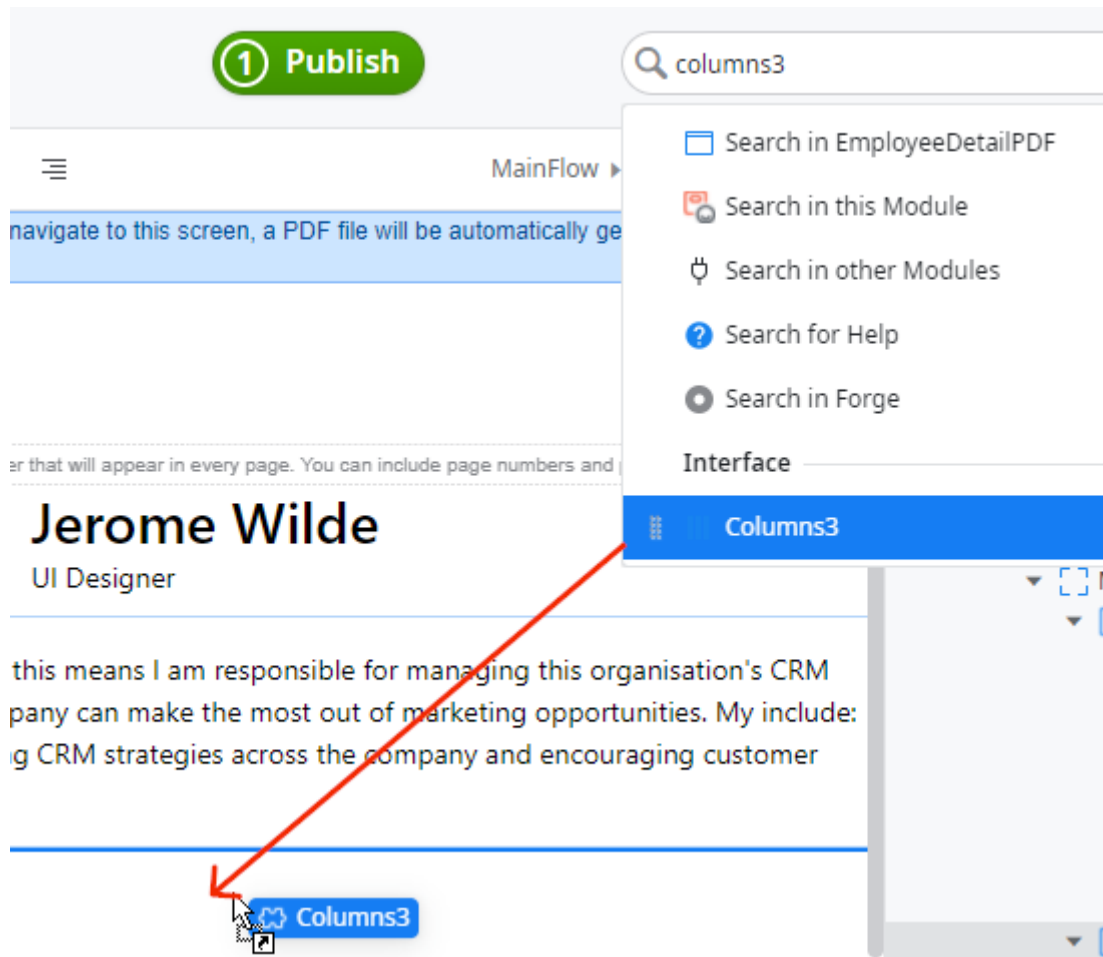 1 Publish
columns3
Search in EmployeeDetailPDF
MainFlow
Search in this Module
navigate to this screen, a PDF file will be automatically ge
Search in other Modules
Search for Help
Search in Forge
er that will appear in every page. You can include page numbers and
Interface
Jerome Wilde
Columns3
UI Designer
this means I am responsible for managing this organisation's CRM
pany can make the most out of marketing opportunities. My include:
g CRM strategies across the company and encouraging customer
Columns3